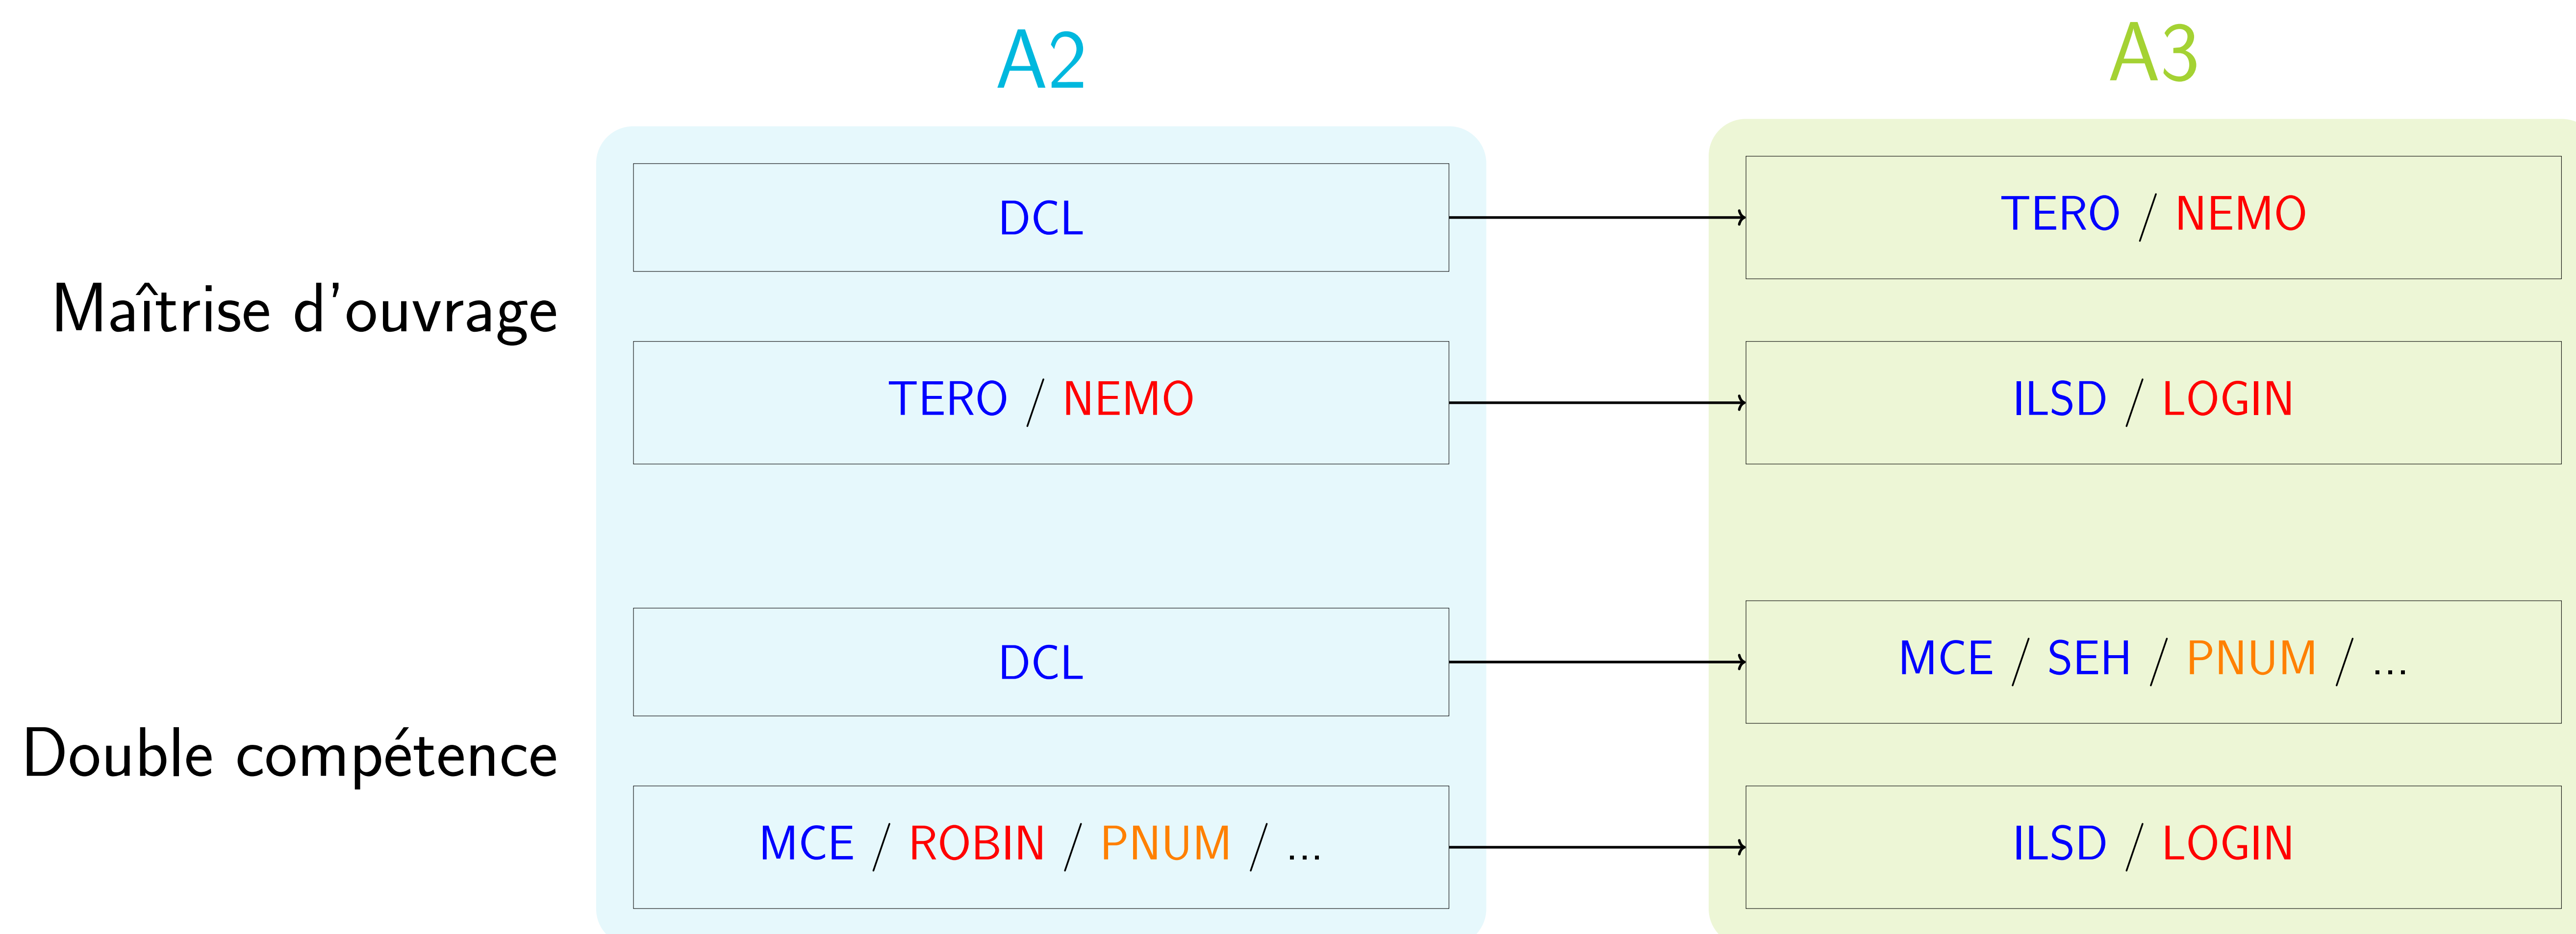 A2
A3
Maîtrise d'ouvrage
DCL
TERO / NEMO
TERO / NEMO
ILSD / LOGIN
Double compétence
DCL
MCE / SEH / PNUM / ...
MCE / ROBIN / PNUM / ...
ILSD / LOGIN